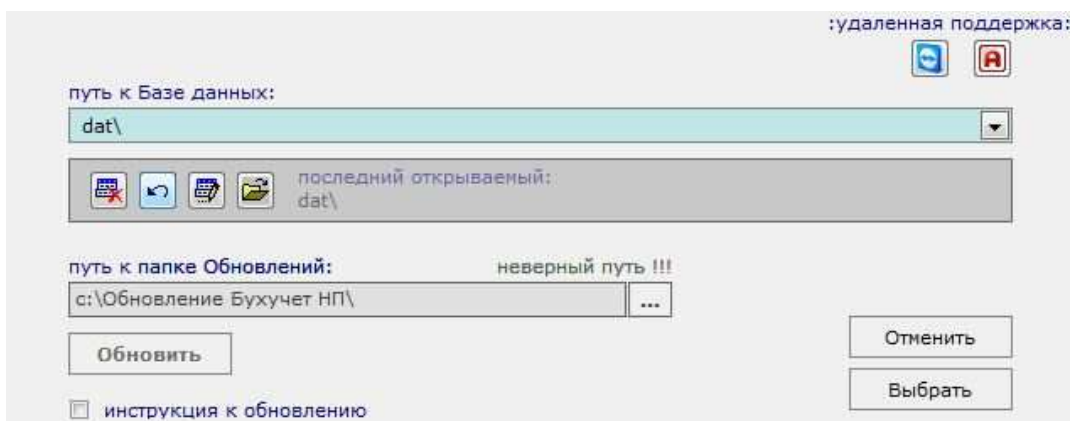 :удаленная поддержка:
путь к Базе данных:
dat\
последний открываемый:
dat\
путь к папке Обновлений: неверный путь !!!
c:\Обновление Бухучет НП\ ...
Отменить
Обновить
Выбрать
инструкция к обновлению